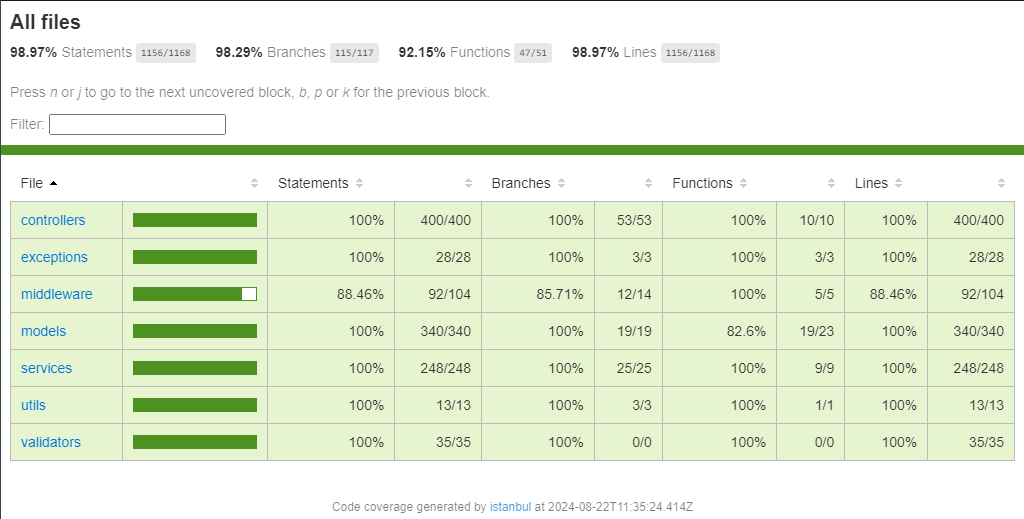 All files
98.97% Statements 1156/1168 98.29% Branches 115/117 92.15% Functions 47/51 98.97% Lines 1156/1168
Press n or j to go to the next uncovered block, b, p or k for the previous block.
Filter:
File Statements Branches Functions Lines
controllers 100% 400/400 100% 53/53 100% 10/10 100% 400/400
exceptions 100% 28/28 100% 3/3 100% 3/3 100% 28/28
middleware 88.46% 92/104 85.71% 12/14 100% 5/5 88.46% 92/104
models 100% 340/340 100% 19/19 82.6% 19/23 100% 340/340
services 100% 248/248 100% 25/25 100% 9/9 100% 248/248
utils 100% 13/13 100% 3/3 100% 1/1 100% 13/13
validators 100% 35/35 100% 0/0 100% 0/0 100% 35/35
Code coverage generated by istanbul at 2024-08-22T11:35:24.414Z